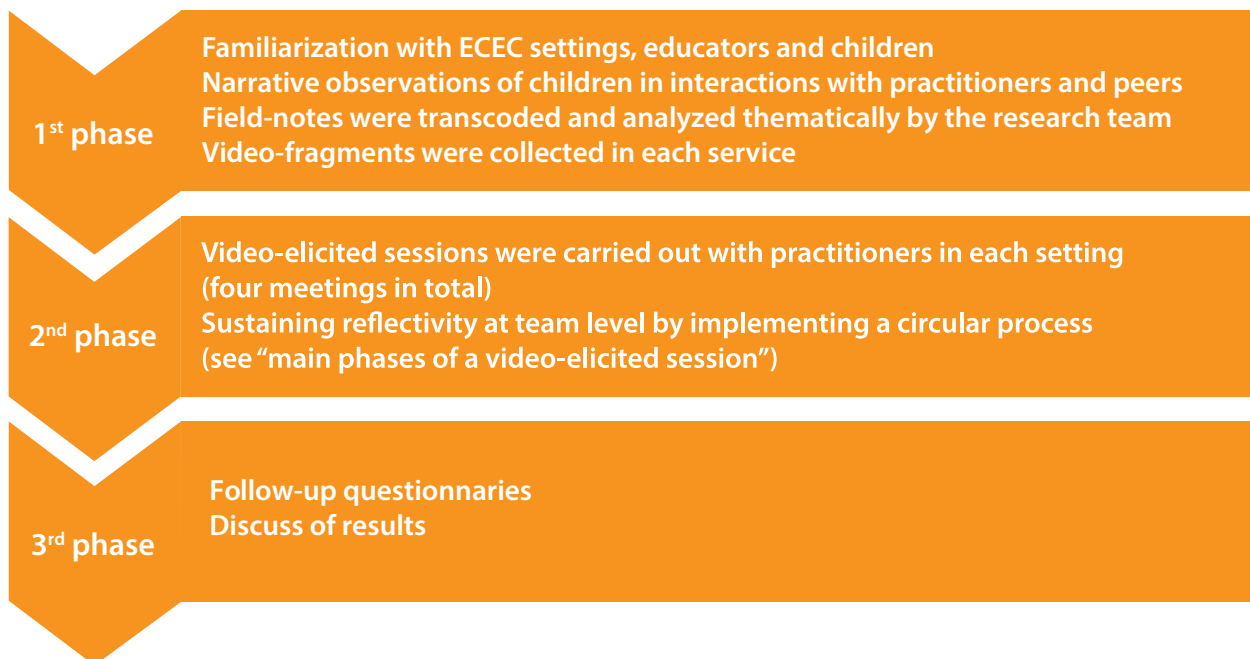 1st phase
Familiarization with ECEC settings, educators and children
Narrative observations of children in interactions with practitioners and peers
Field-notes were transcoded and analyzed thematically by the research team
Video-fragments were collected in each service
2nd phase
Video-elicited sessions were carried out with practitioners in each setting
(four meetings in total)
Sustaining reflectivity at team level by implementing a circular process
(see “main phases of a video-elicited session”)
3rd phase
Follow-up questionnaries
Discuss of results